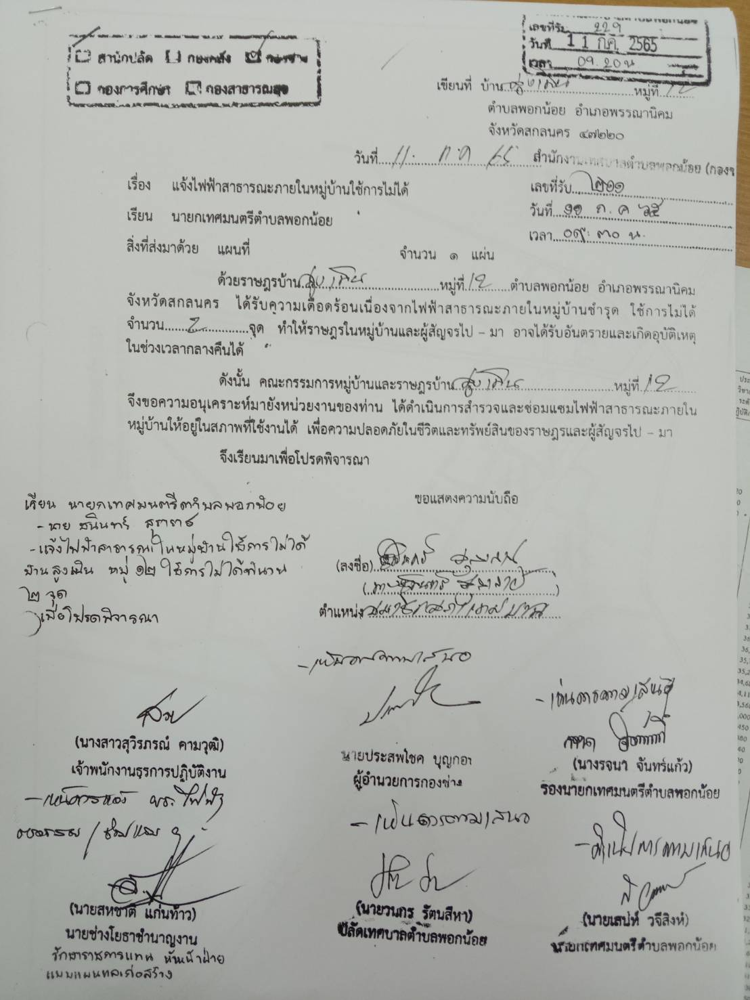 สำนักปลัด กองคลัง กองช่าง
กองการศึกษา กองสาธารณสุข
เลขที่รับ 229
วันที่ 11 ก.ค. 2565
เวลา 09.20น
เขียนที่ บ้านสูงเนิน หมู่ที่ 12
ตำบลพอกน้อย อำเภอพรรณานิคม
จังหวัดสกลนคร ๔๗๒๒๐
วันที่ 11 ก.ค 65
สำนักงานเทศบาลตำบลพอกน้อย (กองช
เลขที่รับ ๒๑๑
วันที่ ๑๑ ก.ค ๖๕
เวลา ๐๙:๓๐ น.
เรื่อง แจ้งไฟฟ้าสาธารณะภายในหมู่บ้านใช้การไม่ได้
เรียน นายกเทศมนตรีตำบลพอกน้อย
สิ่งที่ส่งมาด้วย แผนที่ จำนวน ๑ แผ่น
ด้วยราษฎรบ้าน สูงเนิน หมู่ที่ 12 ตำบลพอกน้อย อำเภอพรรณานิคม
จังหวัดสกลนคร ได้รับความเดือดร้อนเนื่องจากไฟฟ้าสาธารณะภายในหมู่บ้านชำรุด ใช้การไม่ได้
จำนวน 2 จุด ทำให้ราษฎรในหมู่บ้านและผู้สัญจรไป – มา อาจได้รับอันตรายและเกิดอุบัติเหตุ
ในช่วงเวลากลางคืนได้
ดังนั้น คณะกรรมการหมู่บ้านและราษฎรบ้าน สูงเนิน หมู่ที่ 12
จึงขอความอนุเคราะห์มายังหน่วยงานของท่าน ได้ดำเนินการสำรวจและซ่อมแซมไฟฟ้าสาธารณะภายใน
หมู่บ้านให้อยู่ในสภาพที่ใช้งานได้ เพื่อความปลอดภัยในชีวิตและทรัพย์สินของราษฎรและผู้สัญจรไป – มา
จึงเรียนมาเพื่อโปรดพิจารณา
ขอแสดงความนับถือ
(ลงชื่อ)
ตำแหน่ง สมาชิกสภาเทศบาล
เรียน นายกเทศมนตรีตำบลพอกน้อย
- นาย ชนินทร์
- แจ้งไฟฟ้าสาธารณะในหมู่บ้านใช้การไม่ได้
บ้านสูงเนิน หมู่ ๑๒ ใช้การไม่ได้จำนวน
๒ จุด
เพื่อโปรดพิจารณา
(นางสาวสุวิรภรณ์ คามวุฒิ)
เจ้าพนักงานธุรการปฏิบัติงาน
- เห็นควรตามเสนอ
นายประสพโชค บุญกอง
ผู้อำนวยการกองช่าง
- เห็นควรตามเสนอ
(นางรจนา จันทร์แก้ว)
รองนายกเทศมนตรีตำบลพอกน้อย
- เห็นควร
(นายสหชาติ แก่นท้าว)
นายช่างโยธาชำนาญงาน
รักษาราชการแทน หัวหน้าฝ่าย
แบบแผนและก่อสร้าง
- เห็นควรตามเสนอ
(นายวนกร รัตนสีหา)
ปลัดเทศบาลตำบลพอกน้อย
- ดำเนินการตามเสนอ
(นายเสน่ห์ วจีสิงห์)
นายกเทศมนตรีตำบลพอกน้อย